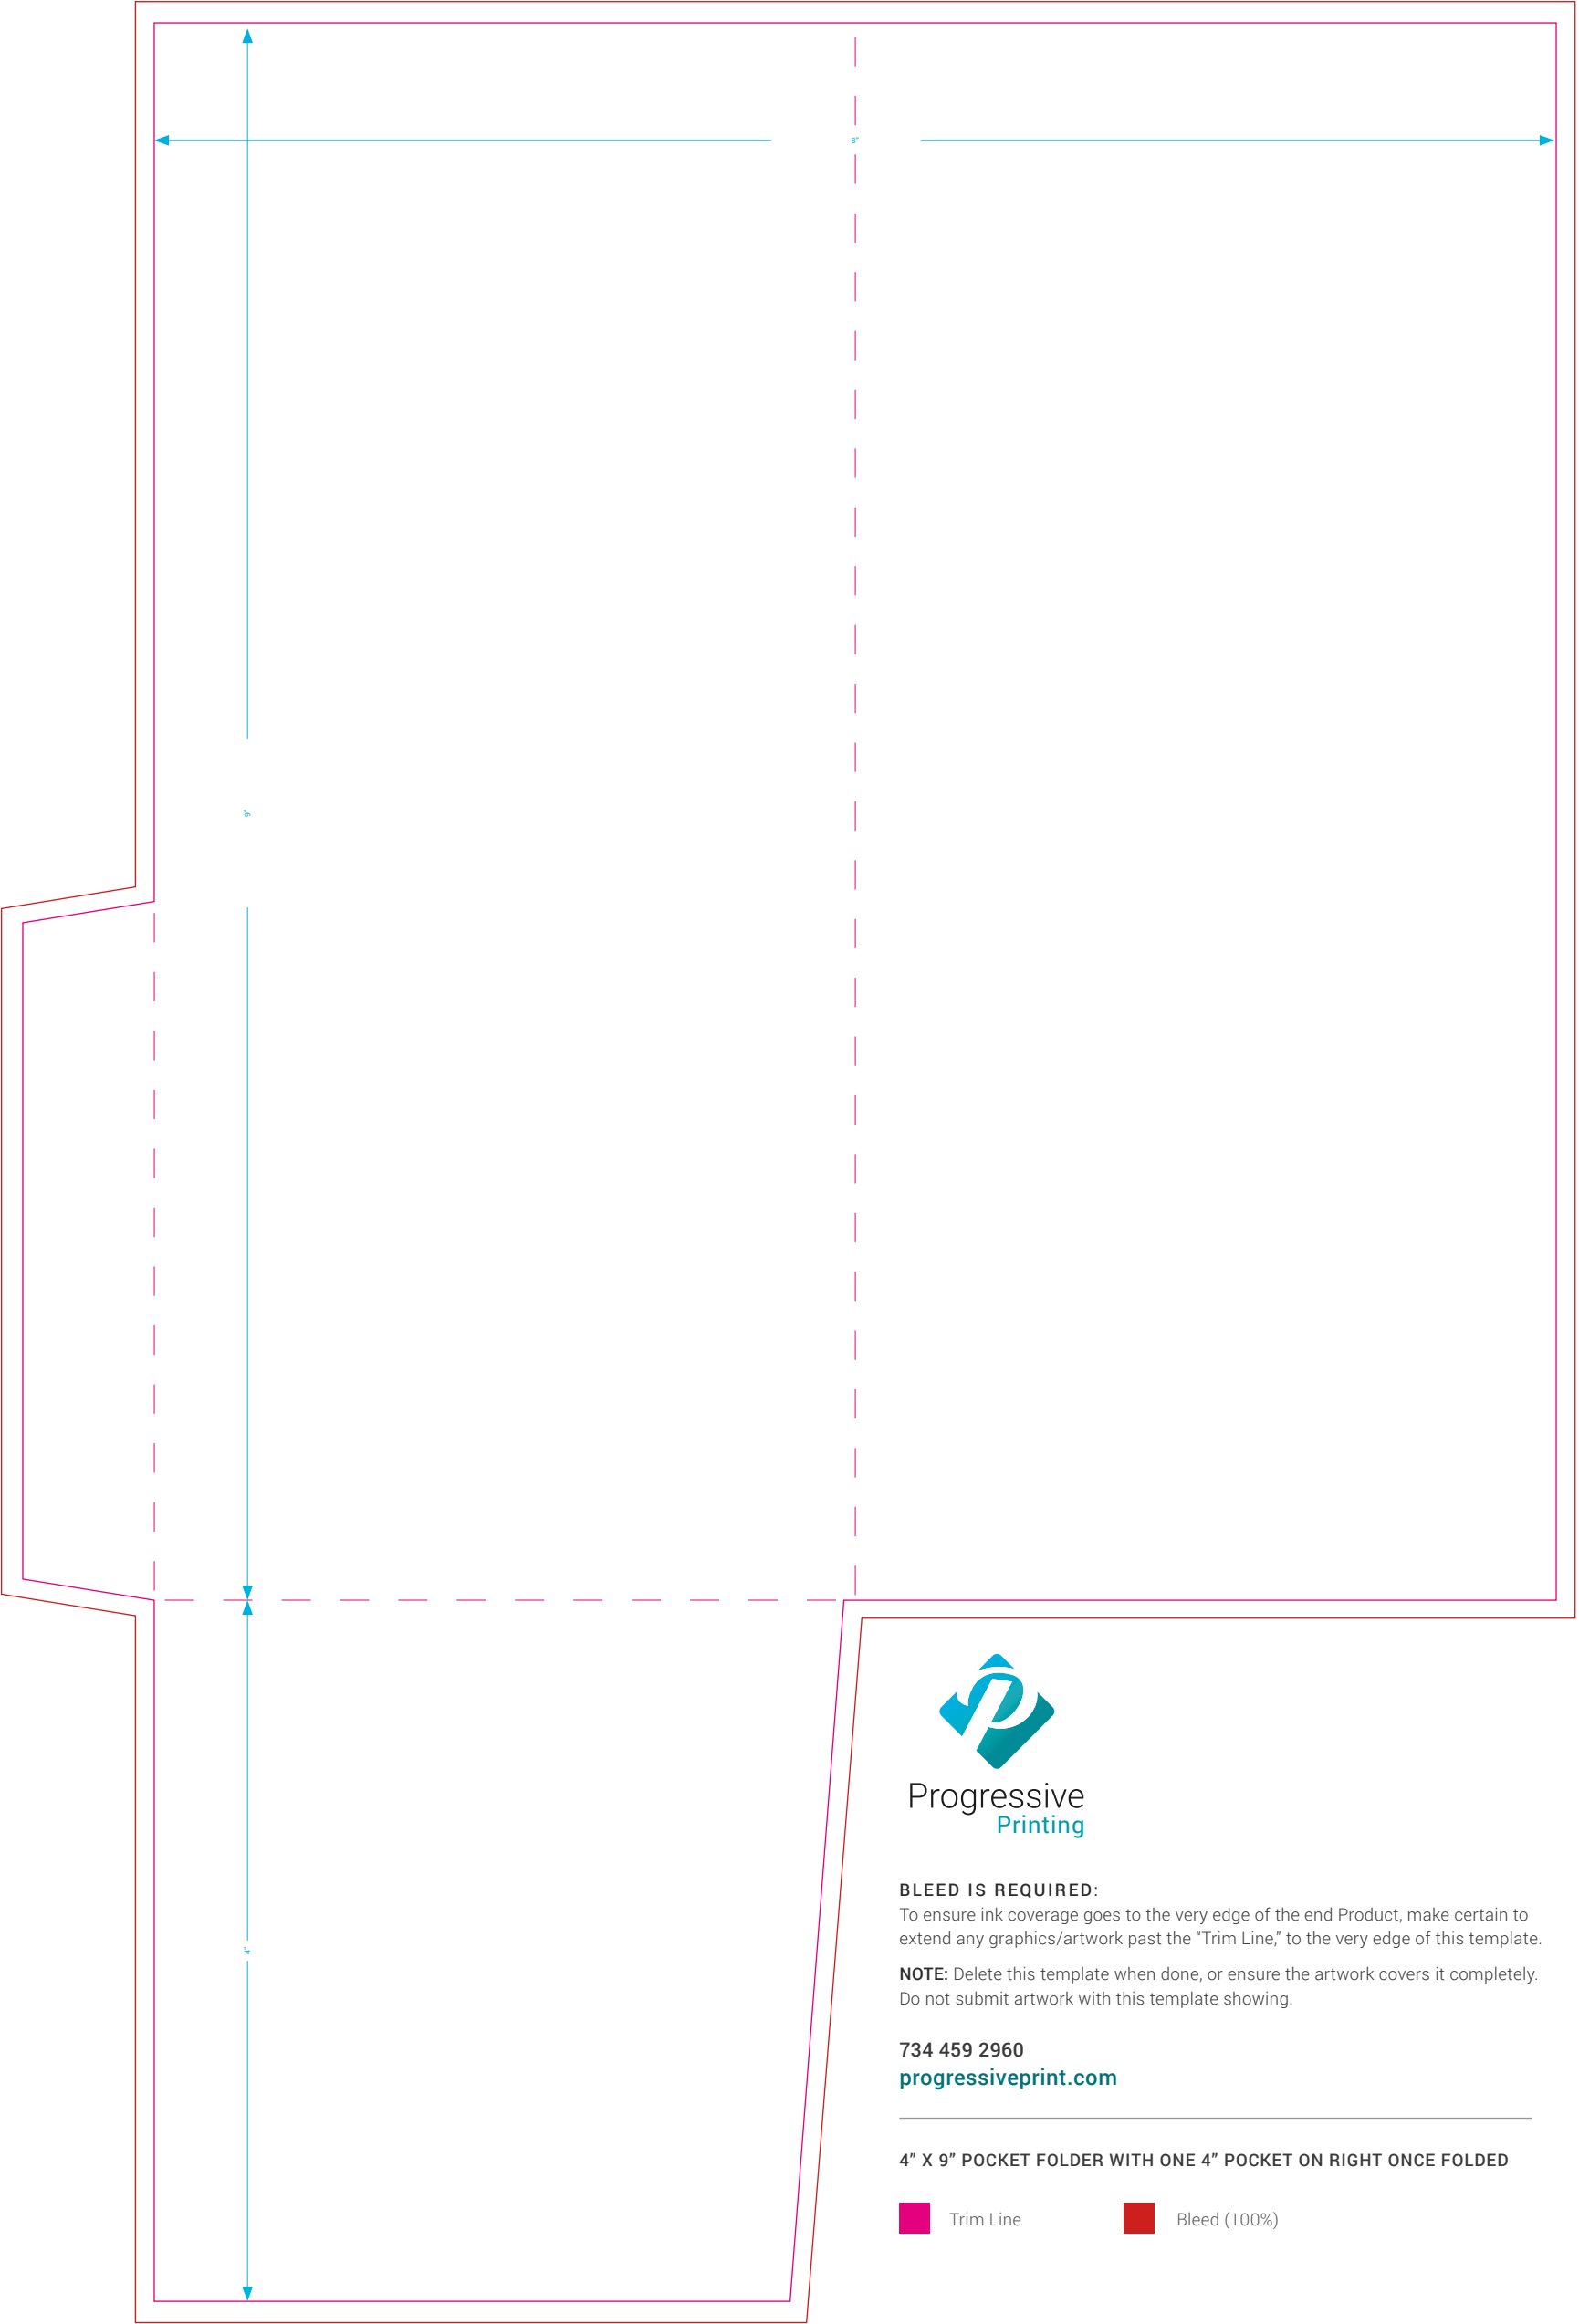 8”
9”
4”
Progressive
Printing
BLEED IS REQUIRED:
To ensure ink coverage goes to the very edge of the end Product, make certain to
extend any graphics/artwork past the “Trim Line,” to the very edge of this template.
NOTE: Delete this template when done, or ensure the artwork covers it completely.
Do not submit artwork with this template showing.
734 459 2960
progressiveprint.com
4” X 9” POCKET FOLDER WITH ONE 4” POCKET ON RIGHT ONCE FOLDED
Trim Line
Bleed (100%)